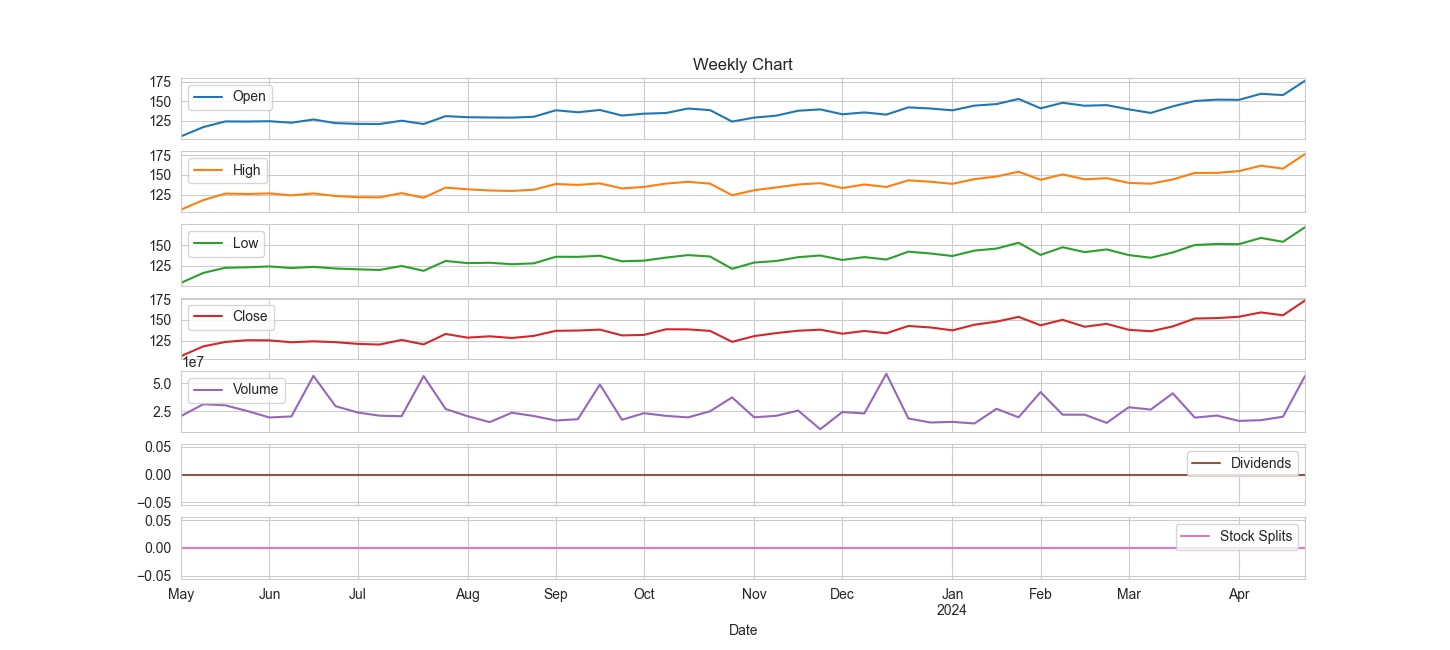 Weekly Chart
175
150
125
Open
175
150
125
High
150
125
Low
175
150
125
Close
1e7
5.0
2.5
Volume
0.05
0.00
−0.05
Dividends
0.05
0.00
−0.05
Stock Splits
May Jun Jul Aug Sep Oct Nov Dec Jan Feb Mar Apr
2024
Date